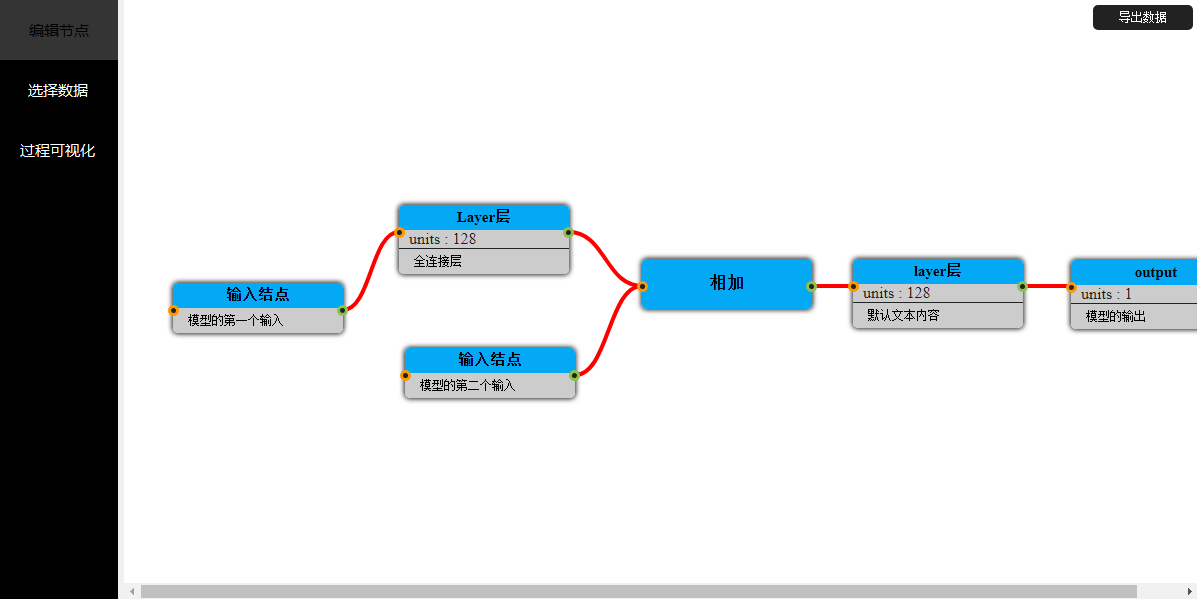 编辑节点
选择数据
过程可视化
导出数据
输入结点
模型的第一个输入
Layer层
units : 128
全连接层
输入结点
模型的第二个输入
相加
layer层
units : 128
默认文本内容
output
units : 1
模型的输出